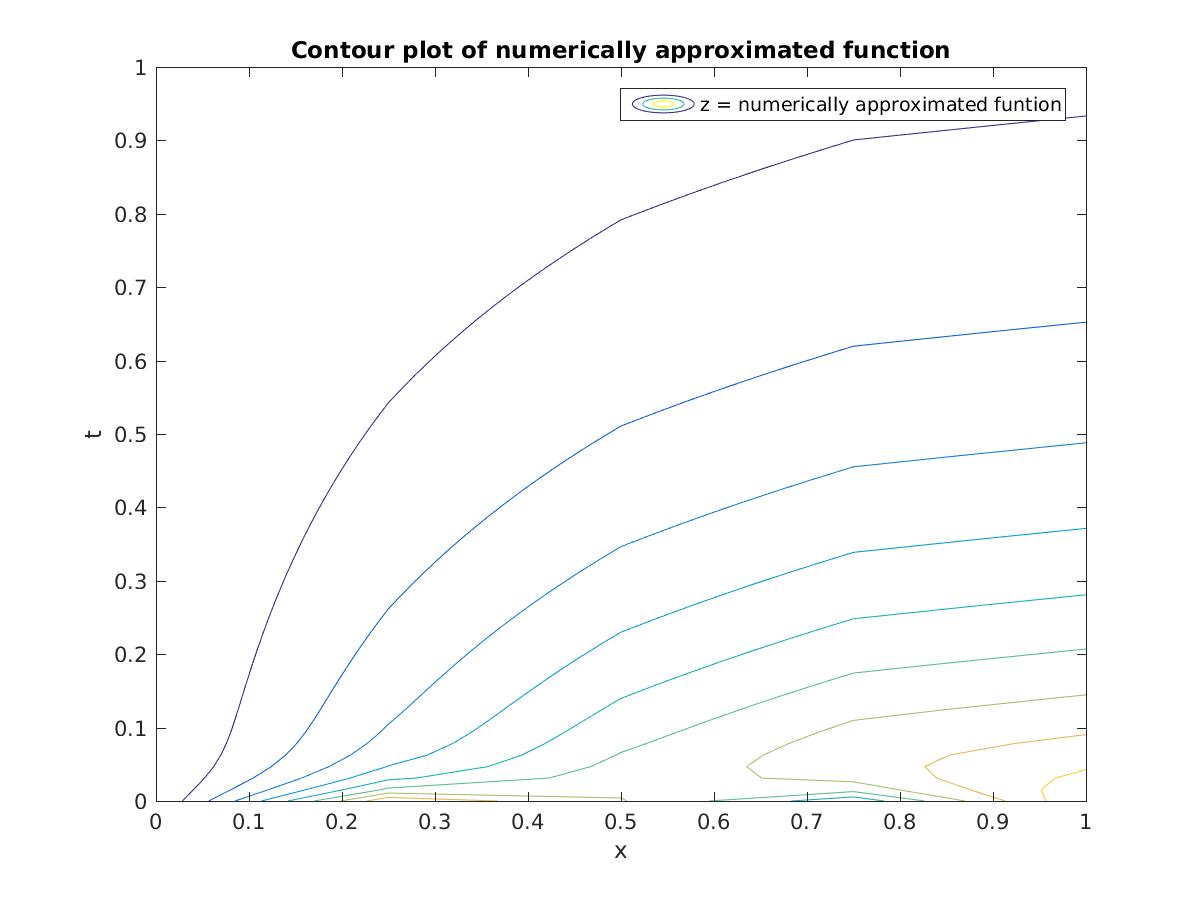 Contour plot of numerically approximated function
z = numerically approximated funtion
1
0.9
0.8
0.7
0.6
0.5
0.4
0.3
0.2
0.1
0
t
0 0.1 0.2 0.3 0.4 0.5 0.6 0.7 0.8 0.9 1
x